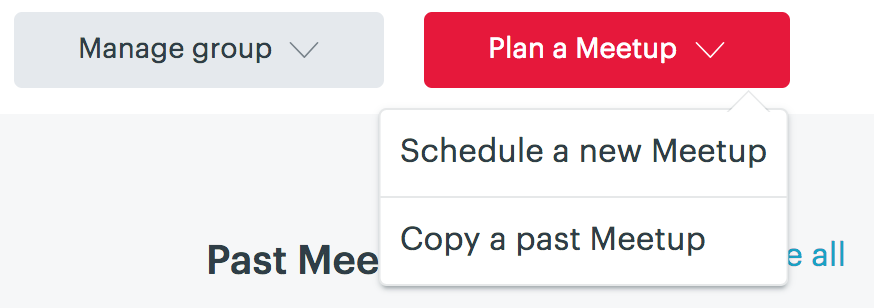 Manage group
Plan a Meetup
Schedule a new Meetup
Copy a past Meetup
Past Mee
e all